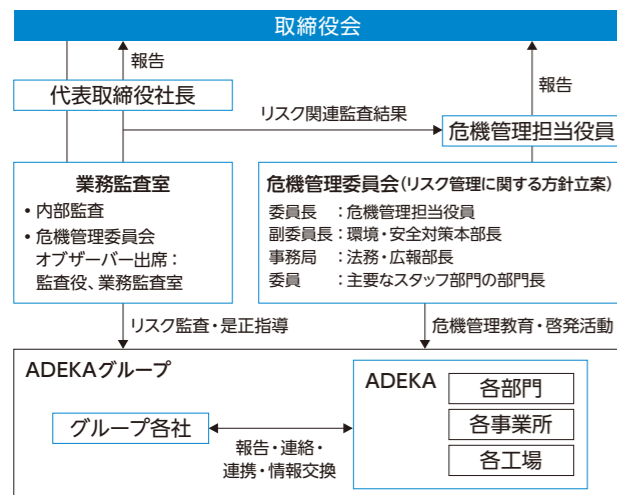 取締役会
報告
報告
代表取締役社長
リスク関連監査結果
危機管理担当役員
業務監査室
• 内部監査
• 危機管理委員会
オブザーバー出席：
監査役、業務監査室
危機管理委員会(リスク管理に関する方針立案)
委員長　：危機管理担当役員
副委員長：環境・安全対策本部長
事務局　：法務・広報部長
委員　　：主要なスタッフ部門の部門長
リスク監査・是正指導
危機管理教育・啓発活動
ADEKAグループ
グループ各社
報告・連絡・
連携・情報交換
ADEKA
各部門
各事業所
各工場